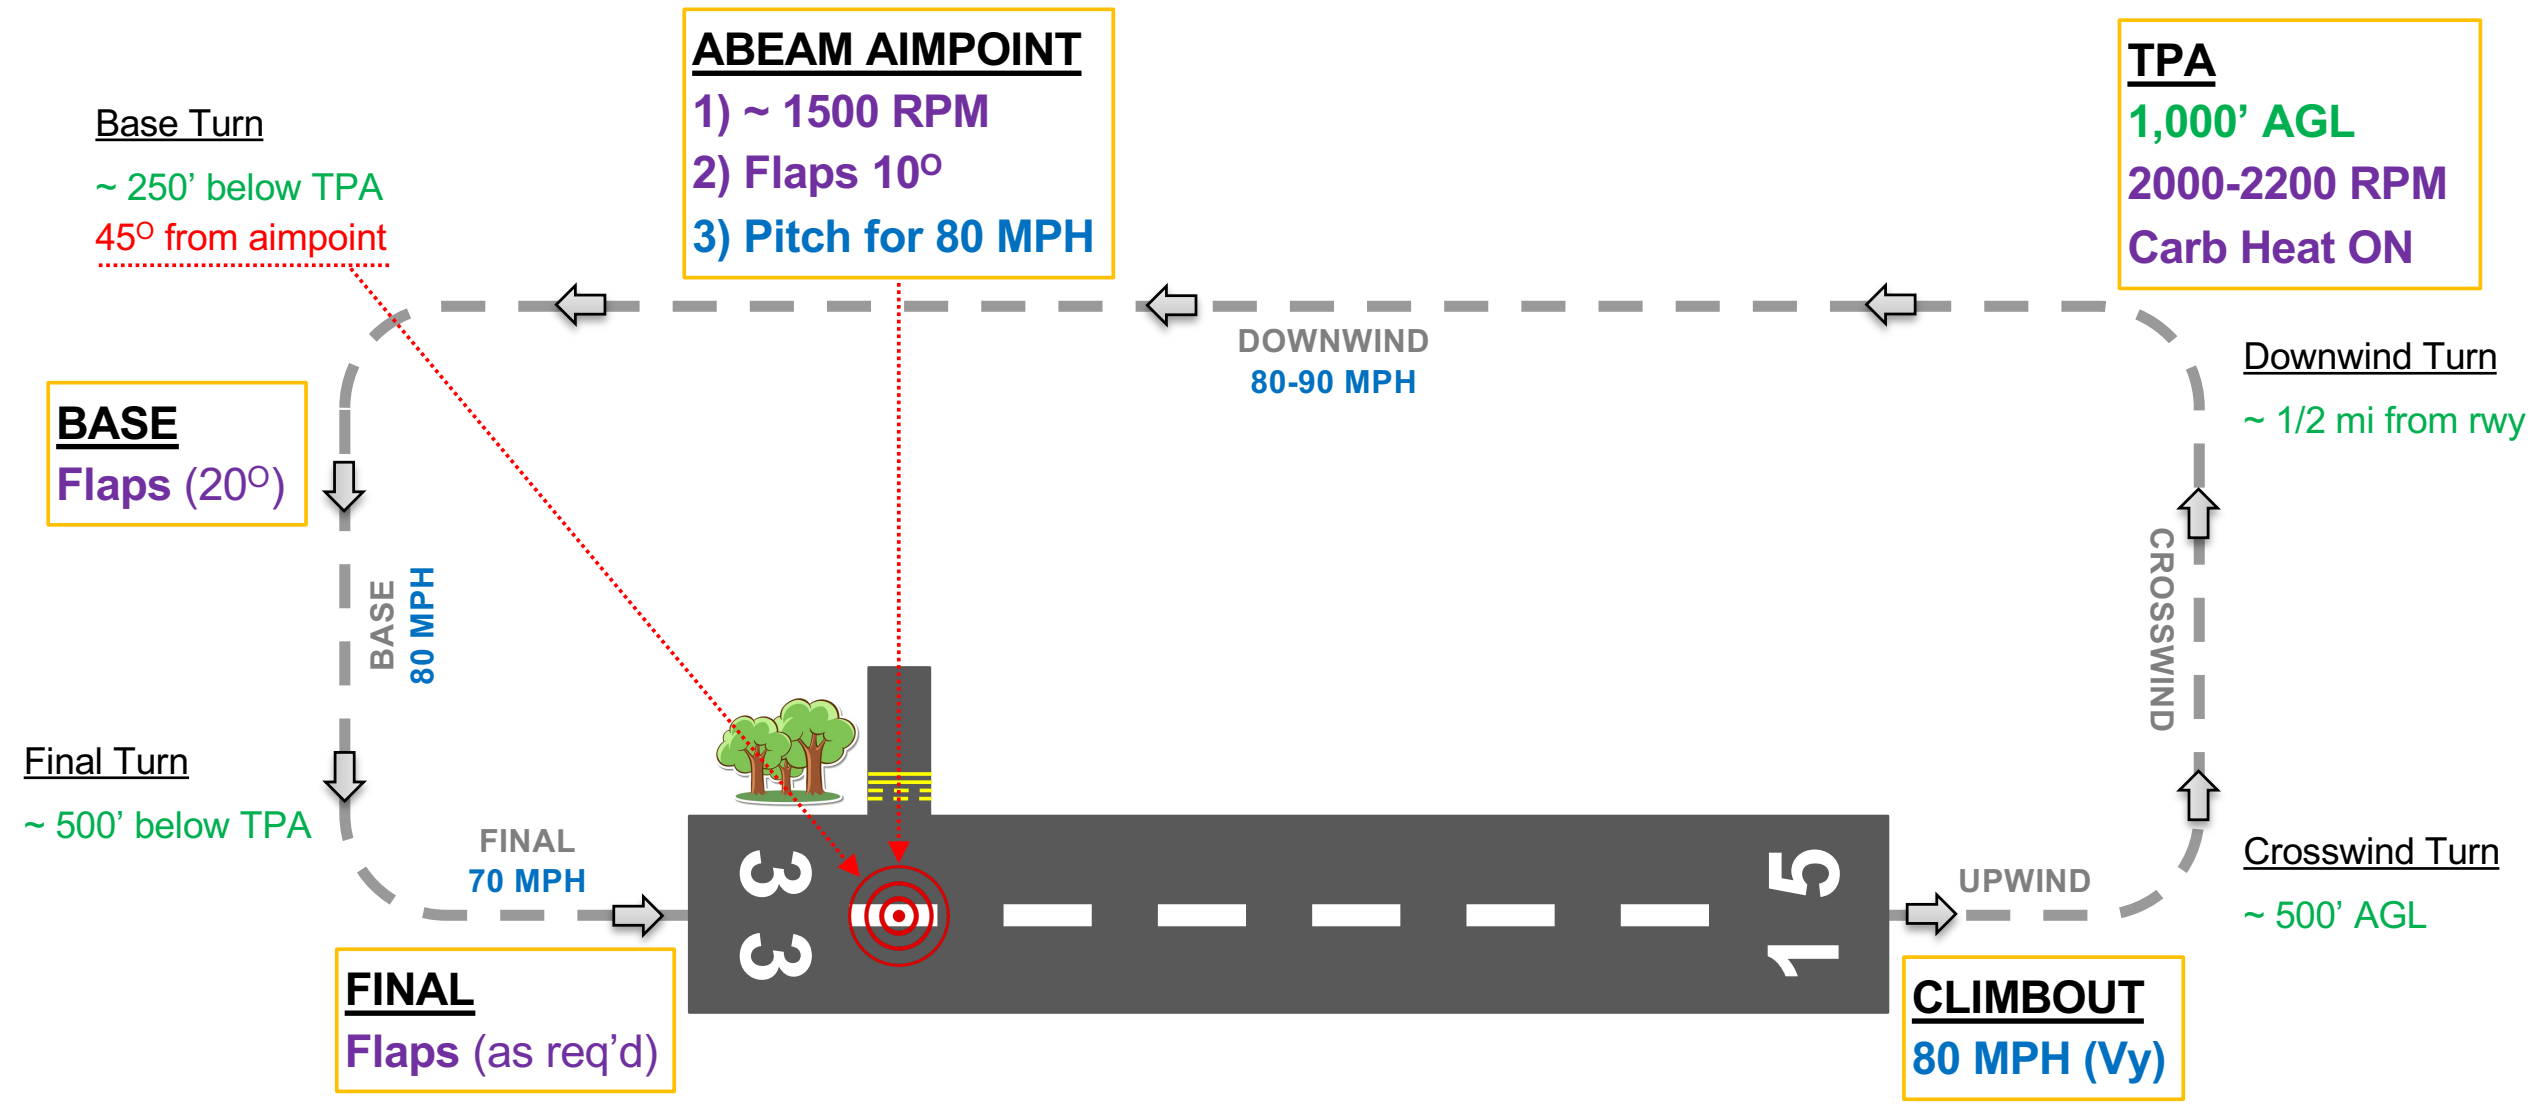 ABEAM AIMPOINT
1) ~ 1500 RPM
2) Flaps 10⁰
3) Pitch for 80 MPH
TPA
1,000’ AGL
2000-2200 RPM
Carb Heat ON
Base Turn
~ 250’ below TPA
45⁰ from aimpoint
DOWNWIND
80-90 MPH
Downwind Turn
~ 1/2 mi from rwy
BASE
Flaps (20⁰)
BASE
80 MPH
CROSSWIND
Final Turn
~ 500’ below TPA
FINAL
70 MPH
33
15
UPWIND
Crosswind Turn
~ 500’ AGL
FINAL
Flaps (as req’d)
CLIMBOUT
80 MPH (Vy)